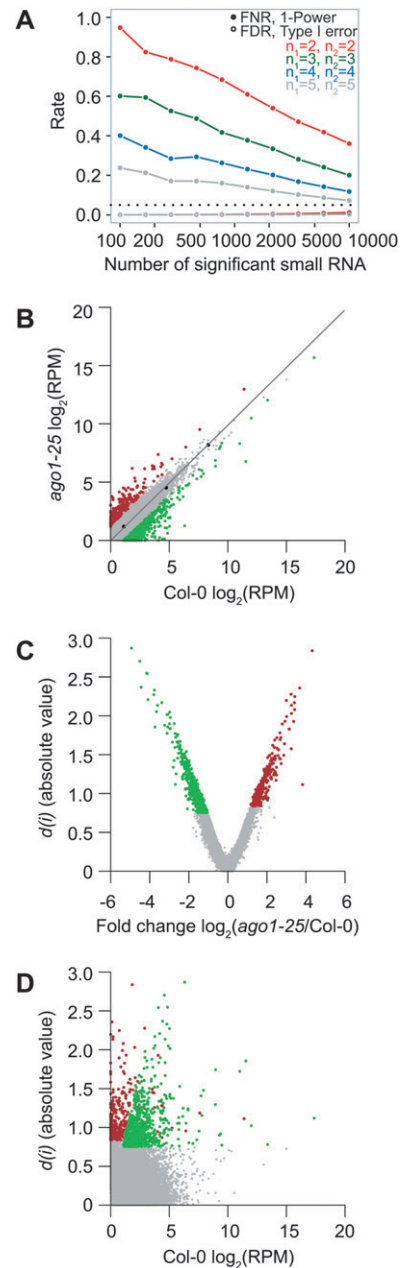 A
FNR, 1-Power
FDR, Type I error
n₁=2, n₂=2
n₁=3, n₂=3
n₁=4, n₂=4
n₁=5, n₂=5
1.0
0.8
0.6
0.4
0.2
0.0
Rate
100 200 500 1000 2000 5000 10000
Number of significant small RNA
B
20
15
10
5
0
ago1-25 log₂(RPM)
0 5 10 15 20
Col-0 log₂(RPM)
C
3.0
2.5
2.0
1.5
1.0
0.5
0
d(i) (absolute value)
-6 -4 -2 0 2 4 6
Fold change log₂(ago1-25/Col-0)
D
3.0
2.5
2.0
1.5
1.0
0.5
0
d(i) (absolute value)
0 5 10 15 20
Col-0 log₂(RPM)